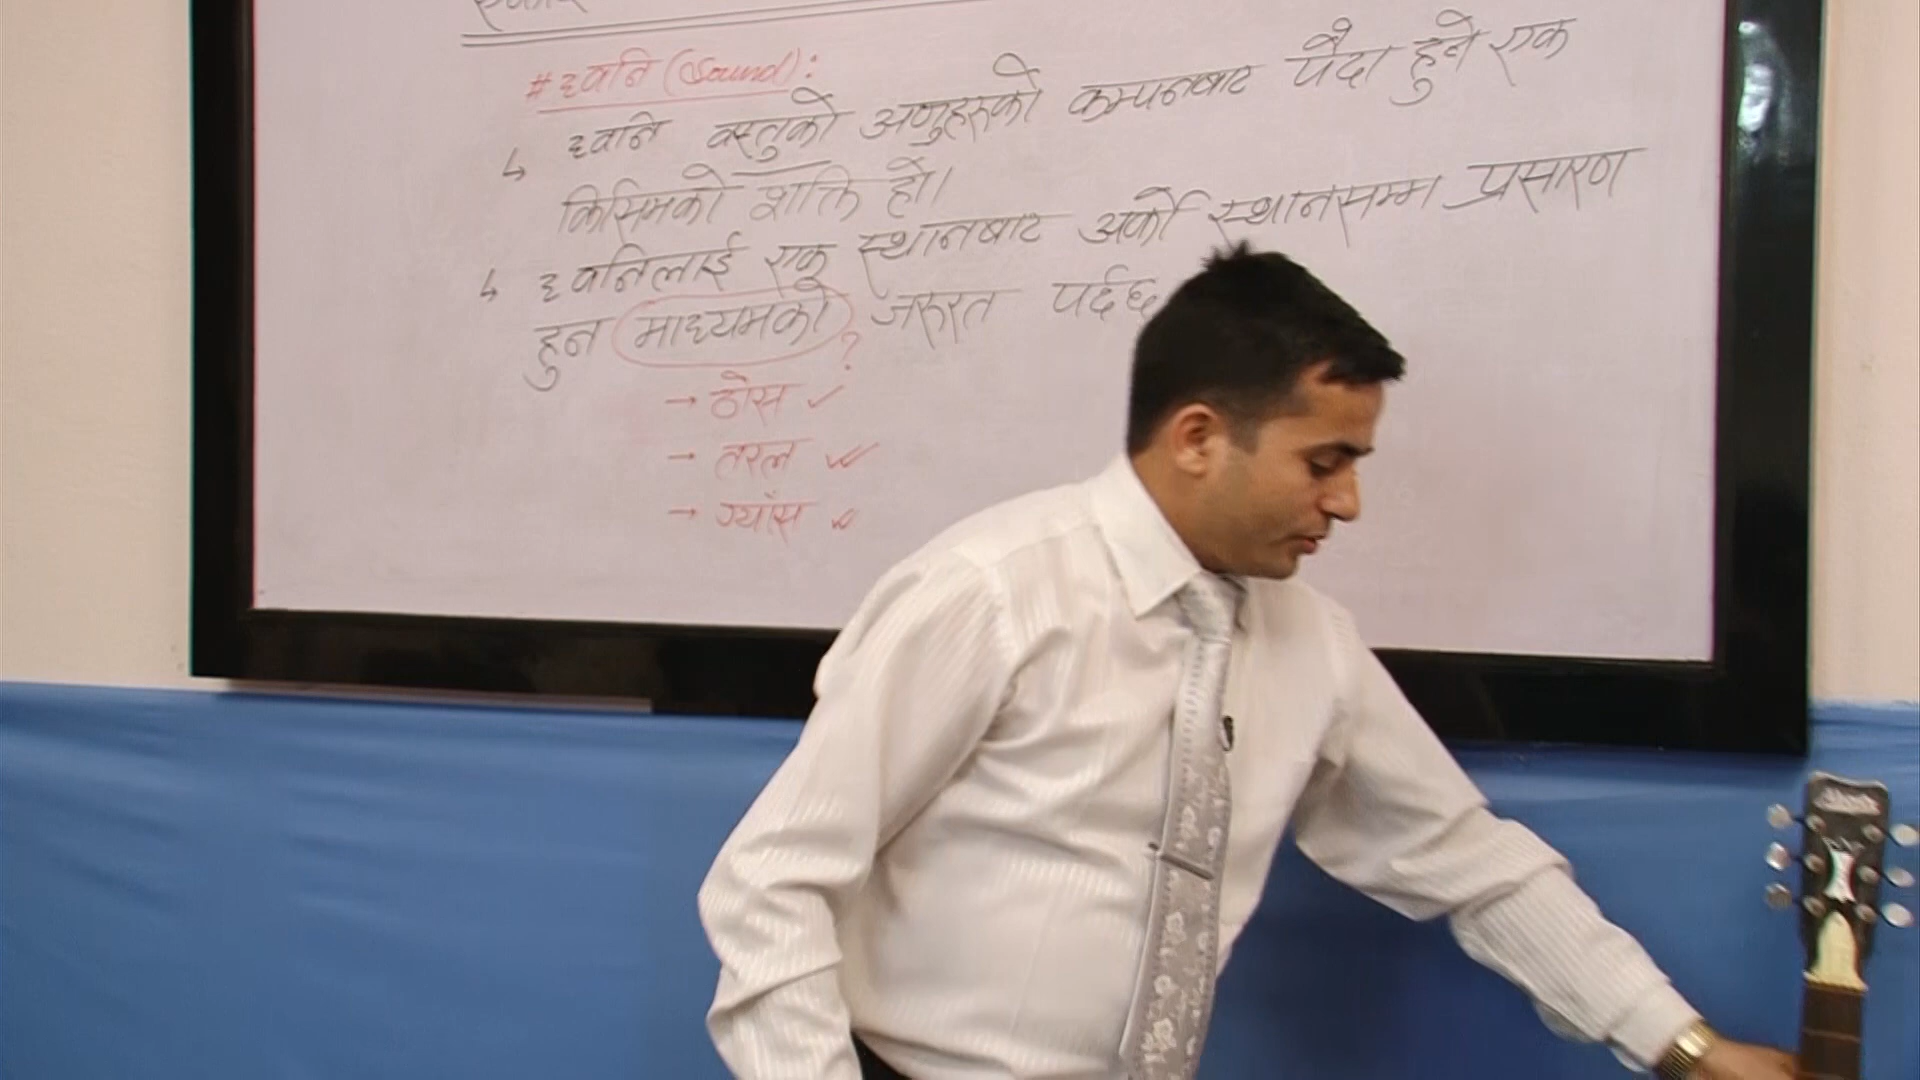 # ध्वनि (Sound):
↳ ध्वनि वस्तुको अणुहरूको कम्पनबाट पैदा हुने एक
किसिमको शक्ति हो।
↳ ध्वनिलाई एक स्थानबाट अर्को स्थानसम्म प्रसारण
हुन माध्यमको जरुरत पर्दछ
?
→ ठोस ✓
→ तरल ✓
→ ग्याँस ✓